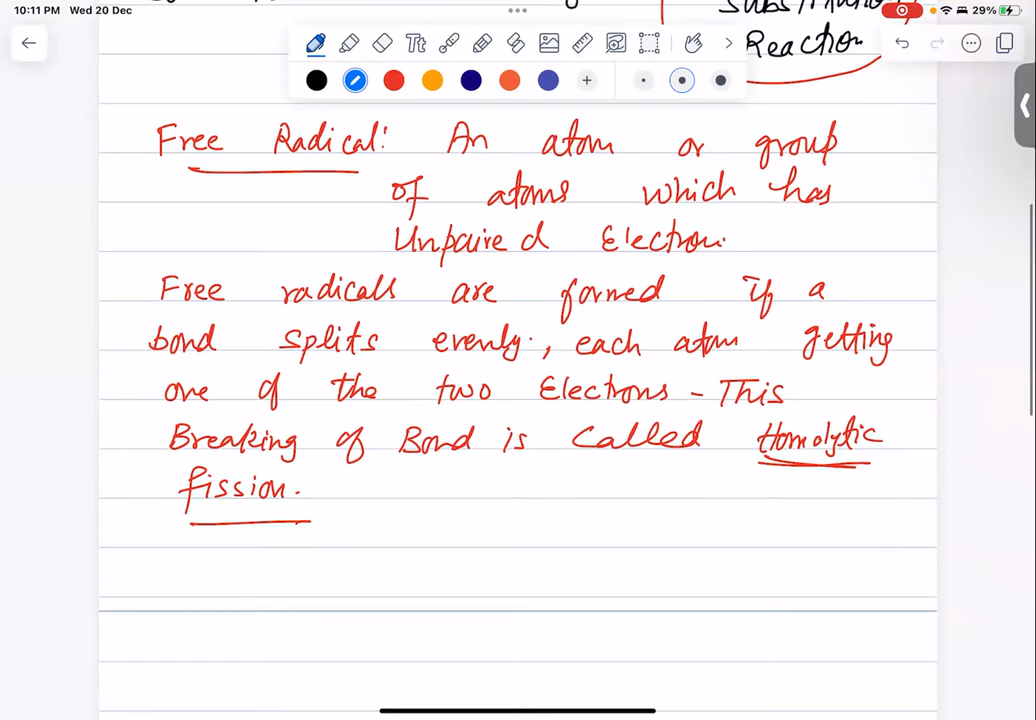 10:11 PM Wed 20 Dec
29%
Tt
Reaction
Free Radical: An atom or group
of atoms which has
Unpaired Electron.
Free radicals are formed if a
bond splits evenly, each atom getting
one of the two Electrons - This
Breaking of Bond is called Homolytic
fission.